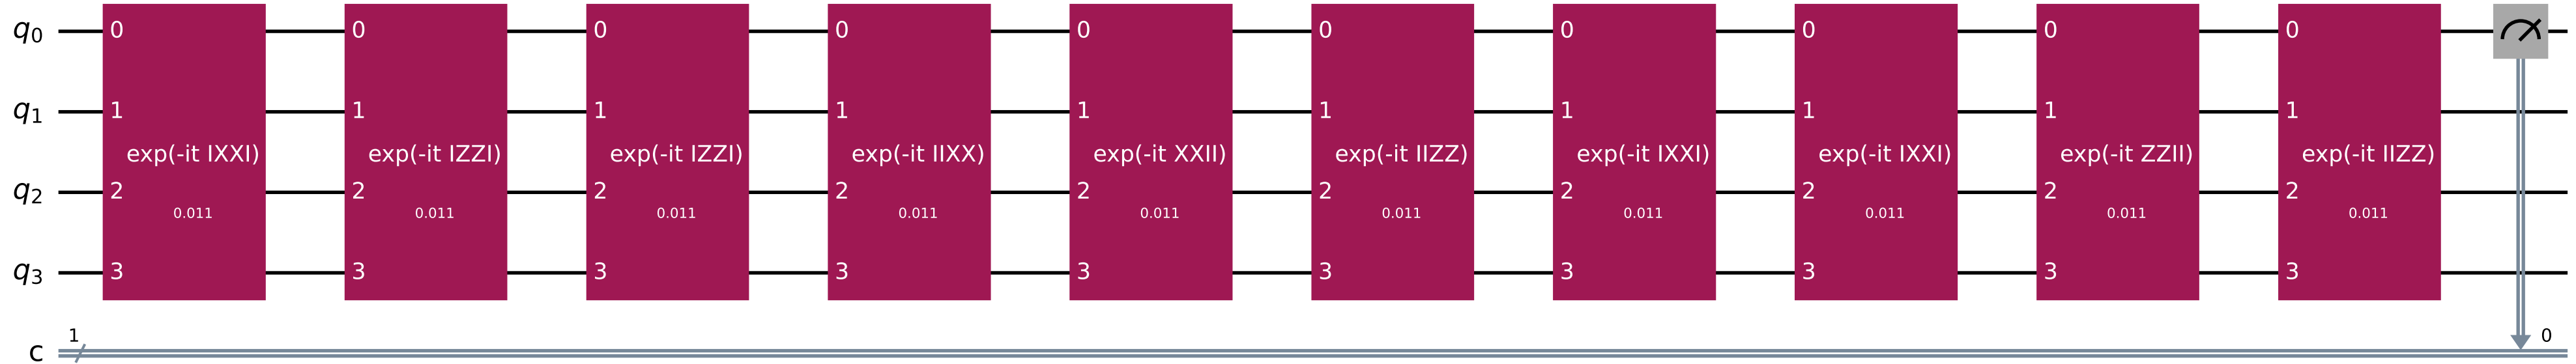 q0 0 0 0 0 0 0 0 0 0 0
q1 1 1 1 1 1 1 1 1 1 1
exp(-it IXXI) exp(-it IZZI) exp(-it IZZI) exp(-it IIXX) exp(-it XXII) exp(-it IIZZ) exp(-it IXXI) exp(-it IXXI) exp(-it ZZII) exp(-it IIZZ)
q2 2 2 2 2 2 2 2 2 2 2
0.011 0.011 0.011 0.011 0.011 0.011 0.011 0.011 0.011 0.011
q3 3 3 3 3 3 3 3 3 3 3
1 0
c